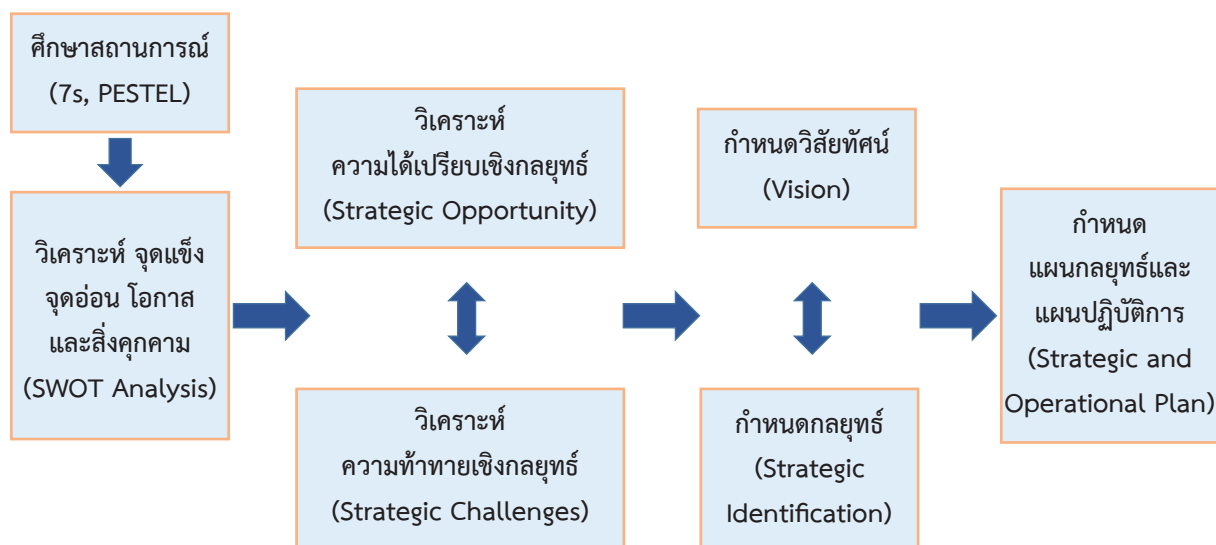 ศึกษาสถานการณ์
(7s, PESTEL)
วิเคราะห์ จุดแข็ง
จุดอ่อน โอกาส
และสิ่งคุกคาม
(SWOT Analysis)
วิเคราะห์
ความได้เปรียบเชิงกลยุทธ์
(Strategic Opportunity)
วิเคราะห์
ความท้าทายเชิงกลยุทธ์
(Strategic Challenges)
กำหนดวิสัยทัศน์
(Vision)
กำหนดกลยุทธ์
(Strategic
Identification)
กำหนด
แผนกลยุทธ์และ
แผนปฏิบัติการ
(Strategic and
Operational Plan)